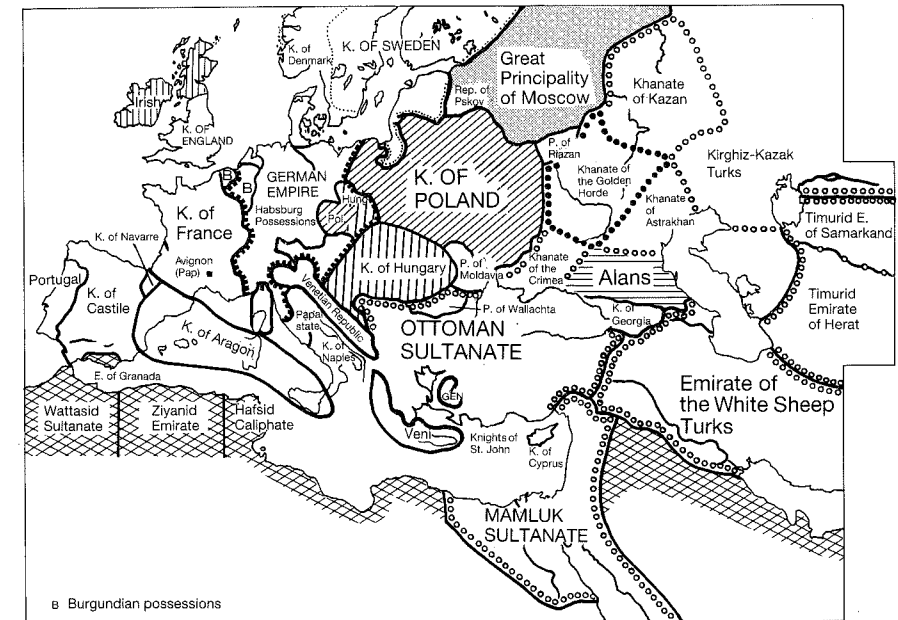 K. of
Denmark
K. OF SWEDEN
Great
Principality
of Moscow
Rep. of
Pskov
Khanate
of Kazan
Irish
K. OF
ENGLAND
P. of
Riazan
Khanate of
the Golden
Horde
Kirghiz-Kazak
Turks
B
B
GERMAN
EMPIRE
Habsburg
Possessions
Hung
Pol.
K. OF
POLAND
Khanate
of
Astrakhan
K. of
France
K. of Navarre
Avignon
(Pap)
Timurid E.
of Samarkand
Portugal
K. of
Castile
K. of Hungary
P. of
Moldavia
Khanate
of the
Crimea
Alans
Timurid
Emirate
of Herat
Venetian Republic
P. of Wallachta
K. of
Georgia
K. of Aragon
Papal
state
K. of
Naples
OTTOMAN
SULTANATE
E. of Granada
GEN
Emirate of
the White Sheep
Turks
Wattasid
Sultanate
Ziyanid
Emirate
Hafsid
Caliphate
Veni
Knights of
St. John
K. of
Cyprus
MAMLUK
SULTANATE
B Burgundian possessions